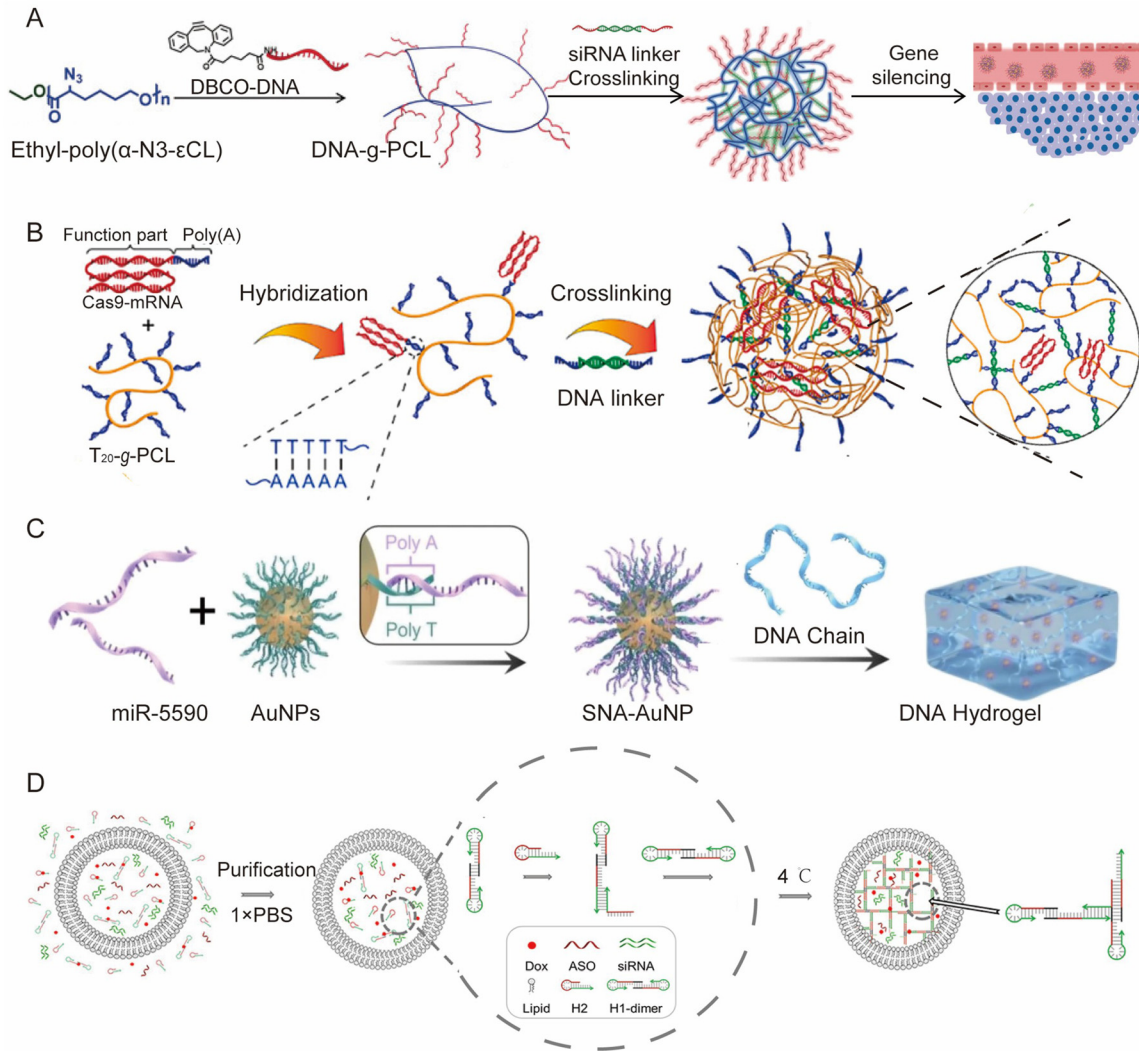 A
N3
O
O
O
n
N
O
O
NH
DBCO-DNA
Ethyl-poly(α-N3-εCL)
DNA-g-PCL
siRNA linker
Crosslinking
Gene
silencing
B
Function part Poly(A)
Cas9-mRNA
+
T20-g-PCL
Hybridization
TTTTT
AAAAA
Crosslinking
DNA linker
C
miR-5590
+
AuNPs
Poly A
Poly T
SNA-AuNP
DNA Chain
DNA Hydrogel
D
Purification
1×PBS
Dox ASO siRNA
Lipid H2 H1-dimer
4 ℃